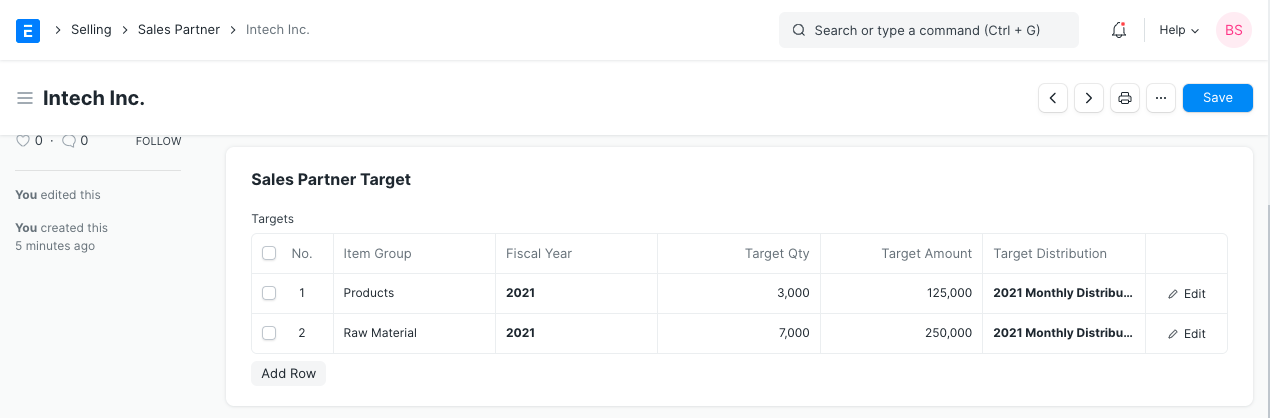 E > Selling > Sales Partner > Intech Inc. Search or type a command (Ctrl + G) Help BS
Intech Inc. ... Save
0 · 0 FOLLOW
You edited this
You created this
5 minutes ago
Sales Partner Target
Targets
No. Item Group Fiscal Year Target Qty Target Amount Target Distribution
1 Products 2021 3,000 125,000 2021 Monthly Distribu... Edit
2 Raw Material 2021 7,000 250,000 2021 Monthly Distribu... Edit
Add Row